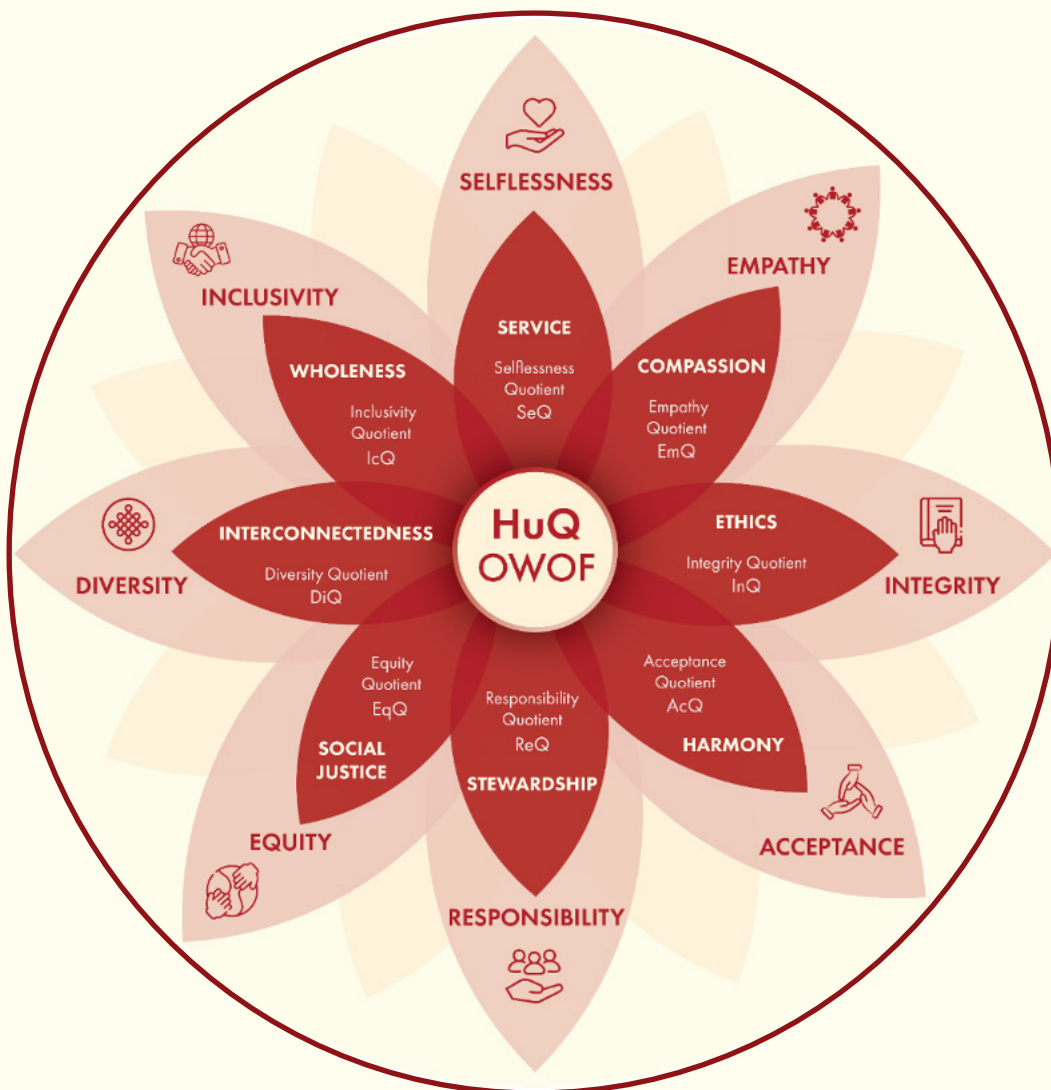 SELFLESSNESS
SERVICE
Selflessness
Quotient
SeQ
EMPATHY
COMPASSION
Empathy
Quotient
EmQ
INTEGRITY
ETHICS
Integrity Quotient
InQ
ACCEPTANCE
Acceptance
Quotient
AcQ
HARMONY
RESPONSIBILITY
Responsibility
Quotient
ReQ
STEWARDSHIP
EQUITY
Equity
Quotient
EqQ
SOCIAL
JUSTICE
DIVERSITY
INTERCONNECTEDNESS
Diversity Quotient
DiQ
INCLUSIVITY
WHOLENESS
Inclusivity
Quotient
IcQ
HuQ
OWOF